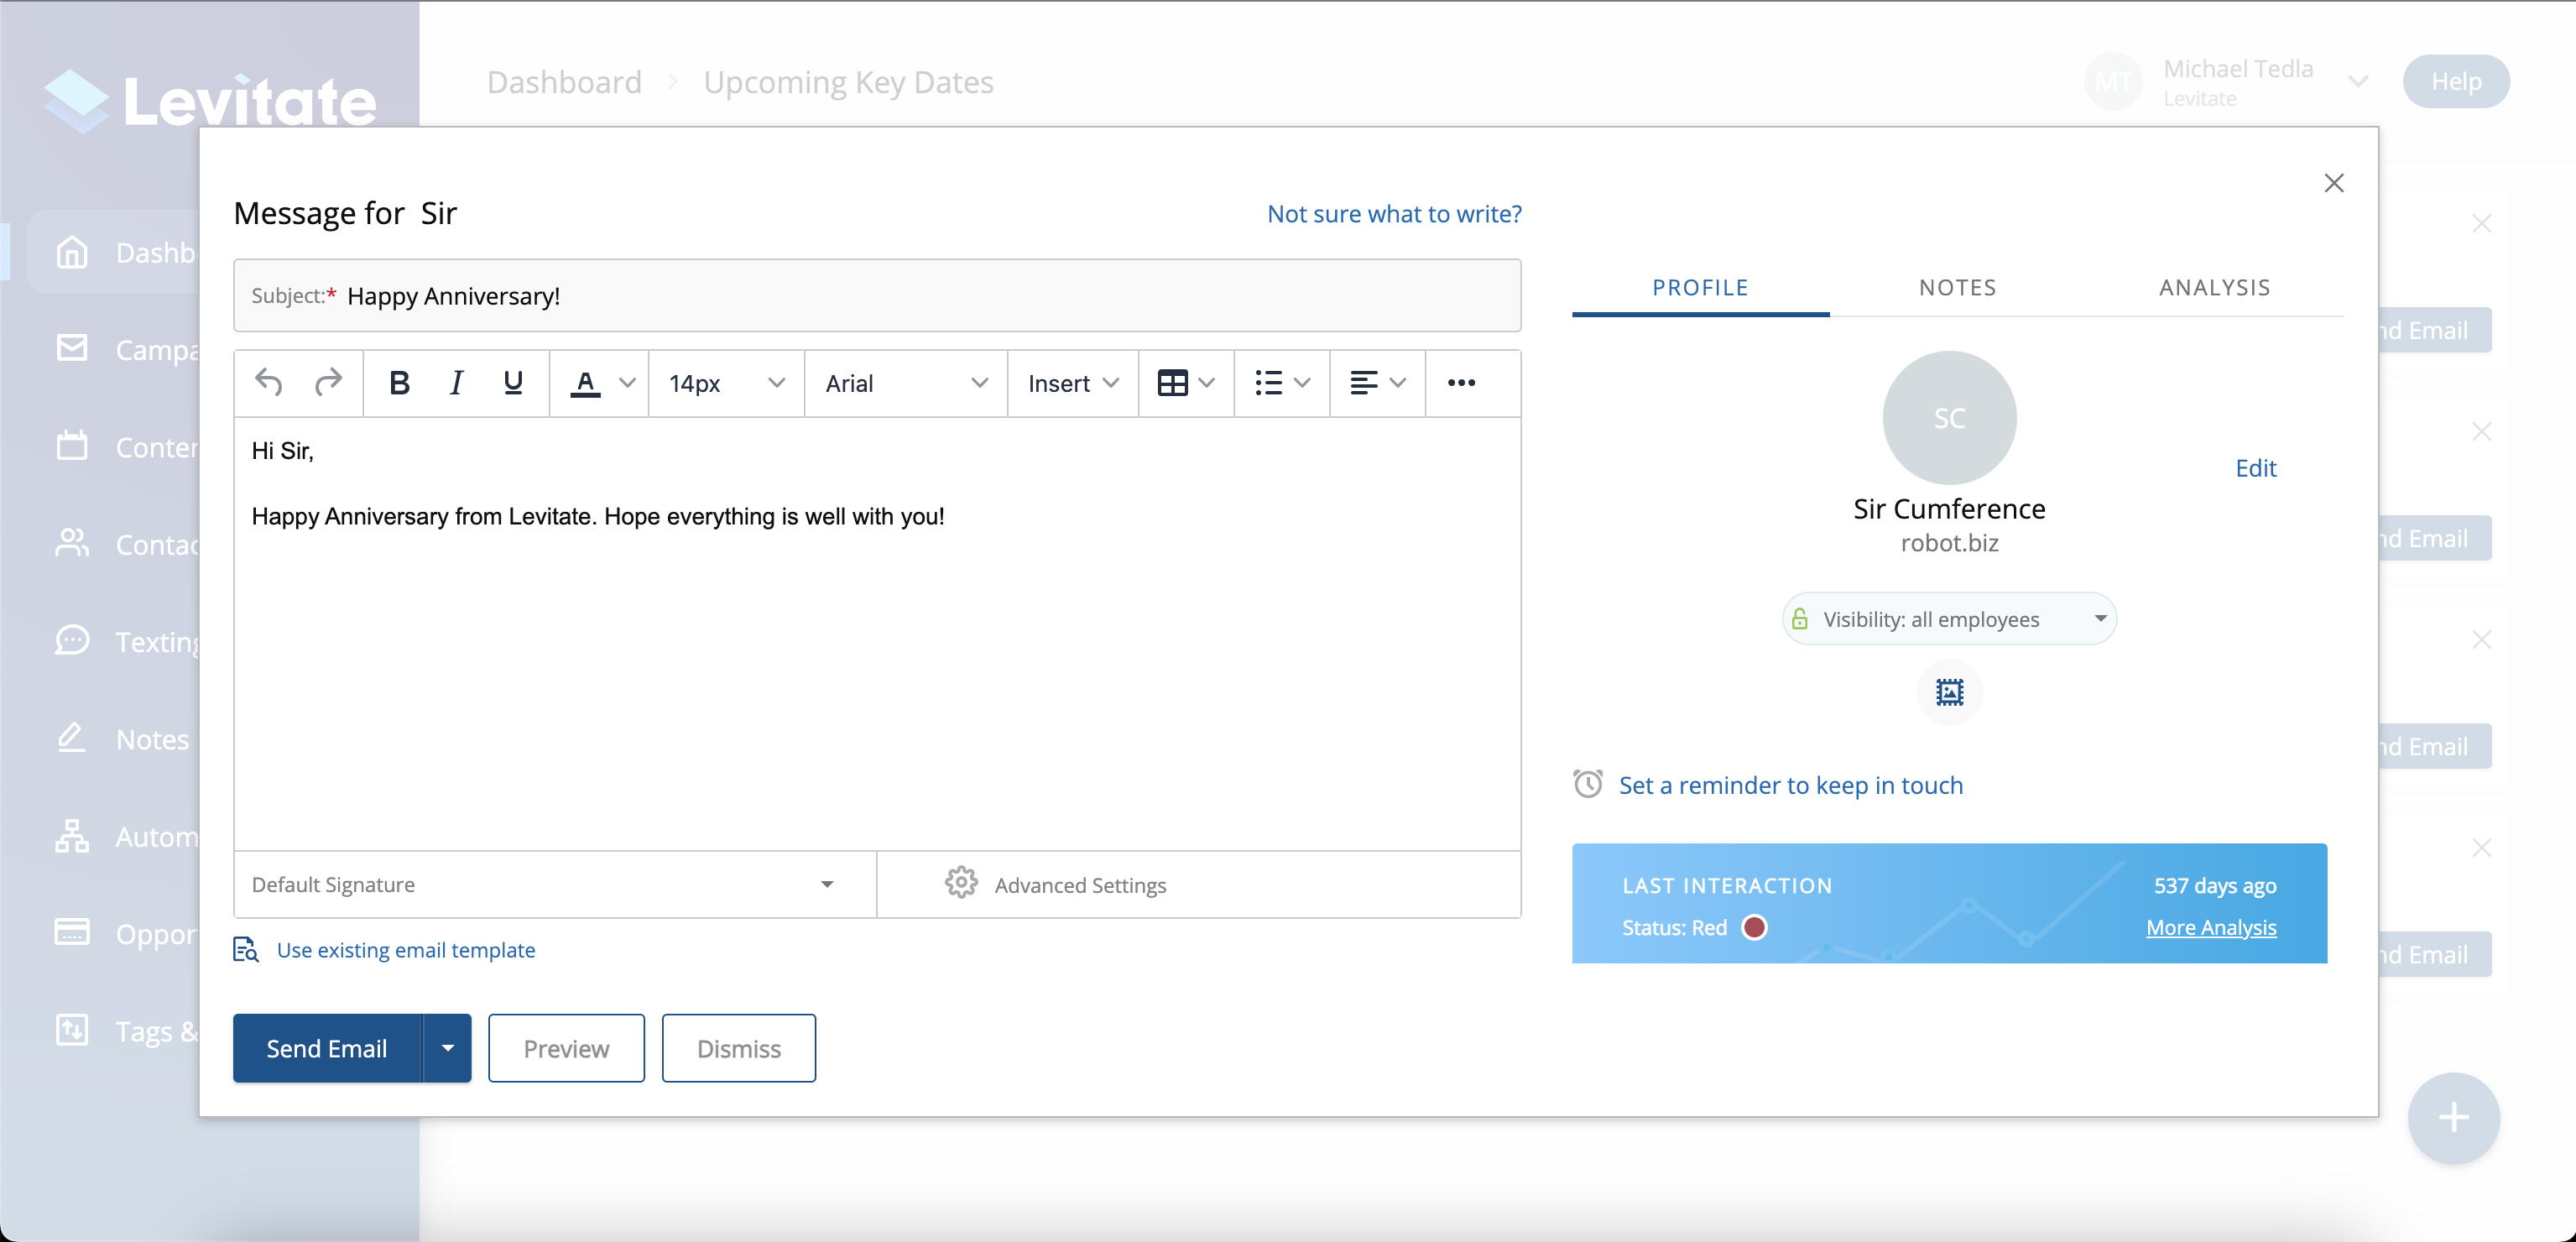 Levitate
Dashboard > Upcoming Key Dates
MT
Michael Tedla
Levitate
Help
Dashb
Campa
Conten
Contac
Texting
Notes
Autom
Oppor
Tags &
Message for Sir
Not sure what to write?
Subject:* Happy Anniversary!
B I U A 14px Arial Insert
Hi Sir,
Happy Anniversary from Levitate. Hope everything is well with you!
Default Signature
Advanced Settings
Use existing email template
Send Email
Preview
Dismiss
PROFILE
NOTES
ANALYSIS
SC
Edit
Sir Cumference
robot.biz
Visibility: all employees
Set a reminder to keep in touch
LAST INTERACTION
537 days ago
Status: Red
More Analysis
nd Email
nd Email
nd Email
nd Email